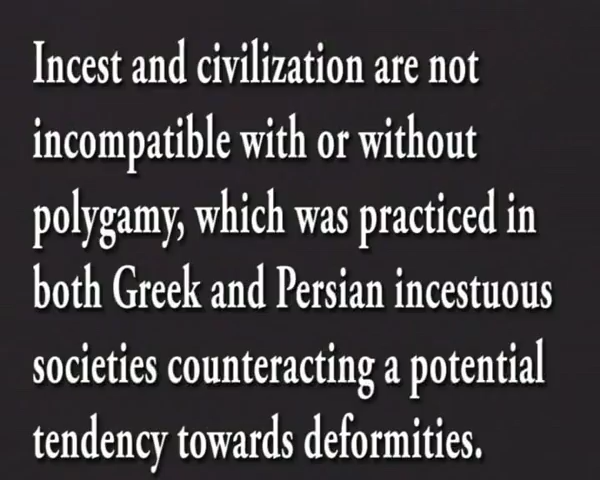 Incest and civilization are not
incompatible with or without
polygamy, which was practiced in
both Greek and Persian incestuous
societies counteracting a potential
tendency towards deformities.